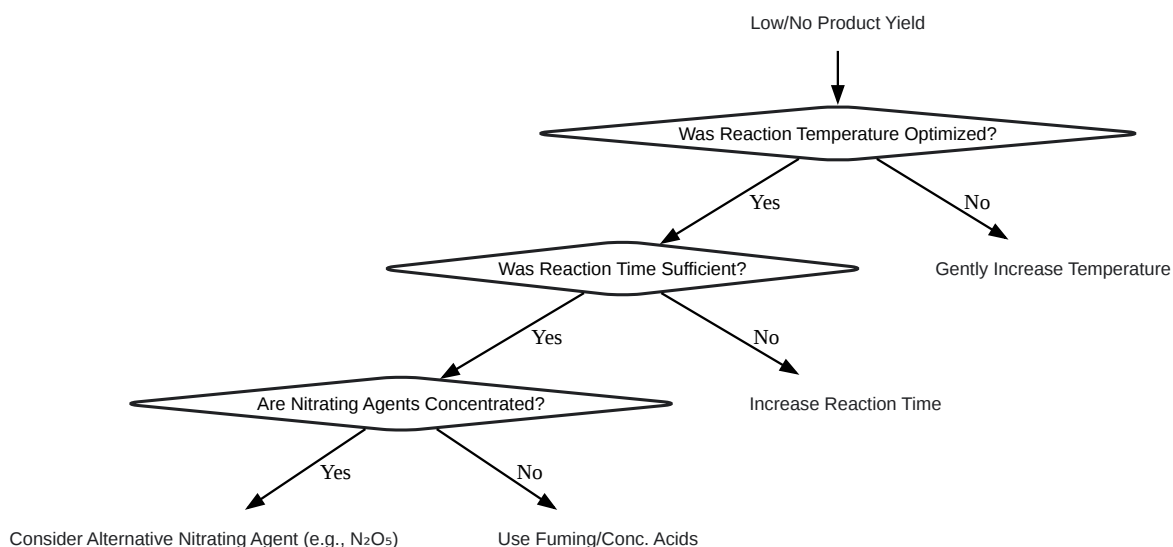 Low/No Product Yield
Was Reaction Temperature Optimized?
Yes
No
Was Reaction Time Sufficient?
Gently Increase Temperature
Yes
No
Are Nitrating Agents Concentrated?
Increase Reaction Time
Yes
No
Consider Alternative Nitrating Agent (e.g., N₂O₅)
Use Fuming/Conc. Acids